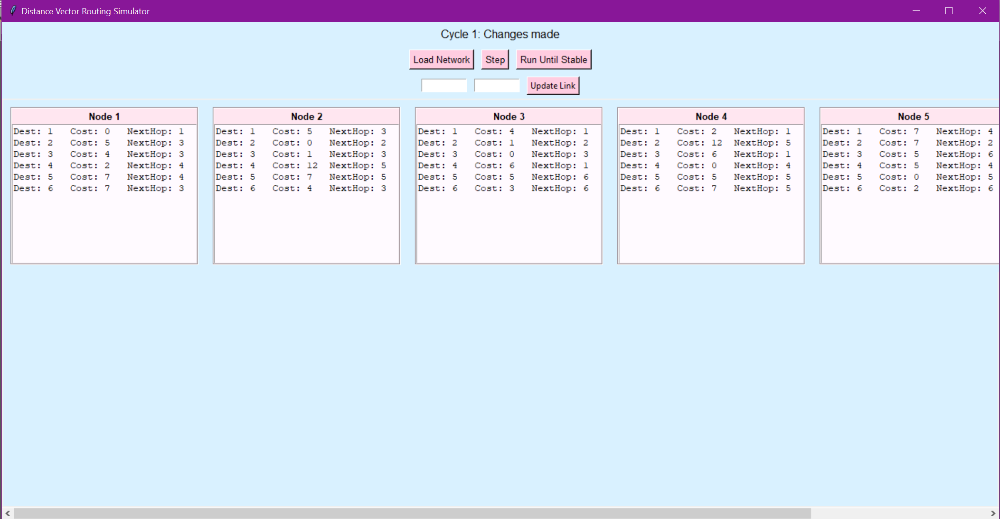 Distance Vector Routing Simulator
Cycle 1: Changes made
Load Network Step Run Until Stable
Update Link
Node 1
Dest: 1 Cost: 0 NextHop: 1
Dest: 2 Cost: 5 NextHop: 3
Dest: 3 Cost: 4 NextHop: 3
Dest: 4 Cost: 2 NextHop: 4
Dest: 5 Cost: 7 NextHop: 4
Dest: 6 Cost: 7 NextHop: 3
Node 2
Dest: 1 Cost: 5 NextHop: 3
Dest: 2 Cost: 0 NextHop: 2
Dest: 3 Cost: 1 NextHop: 3
Dest: 4 Cost: 12 NextHop: 5
Dest: 5 Cost: 7 NextHop: 5
Dest: 6 Cost: 4 NextHop: 3
Node 3
Dest: 1 Cost: 4 NextHop: 1
Dest: 2 Cost: 1 NextHop: 2
Dest: 3 Cost: 0 NextHop: 3
Dest: 4 Cost: 6 NextHop: 1
Dest: 5 Cost: 5 NextHop: 6
Dest: 6 Cost: 3 NextHop: 6
Node 4
Dest: 1 Cost: 2 NextHop: 1
Dest: 2 Cost: 12 NextHop: 5
Dest: 3 Cost: 6 NextHop: 1
Dest: 4 Cost: 0 NextHop: 4
Dest: 5 Cost: 5 NextHop: 5
Dest: 6 Cost: 7 NextHop: 5
Node 5
Dest: 1 Cost: 7 NextHop: 4
Dest: 2 Cost: 7 NextHop: 2
Dest: 3 Cost: 5 NextHop: 6
Dest: 4 Cost: 5 NextHop: 4
Dest: 5 Cost: 0 NextHop: 5
Dest: 6 Cost: 2 NextHop: 6